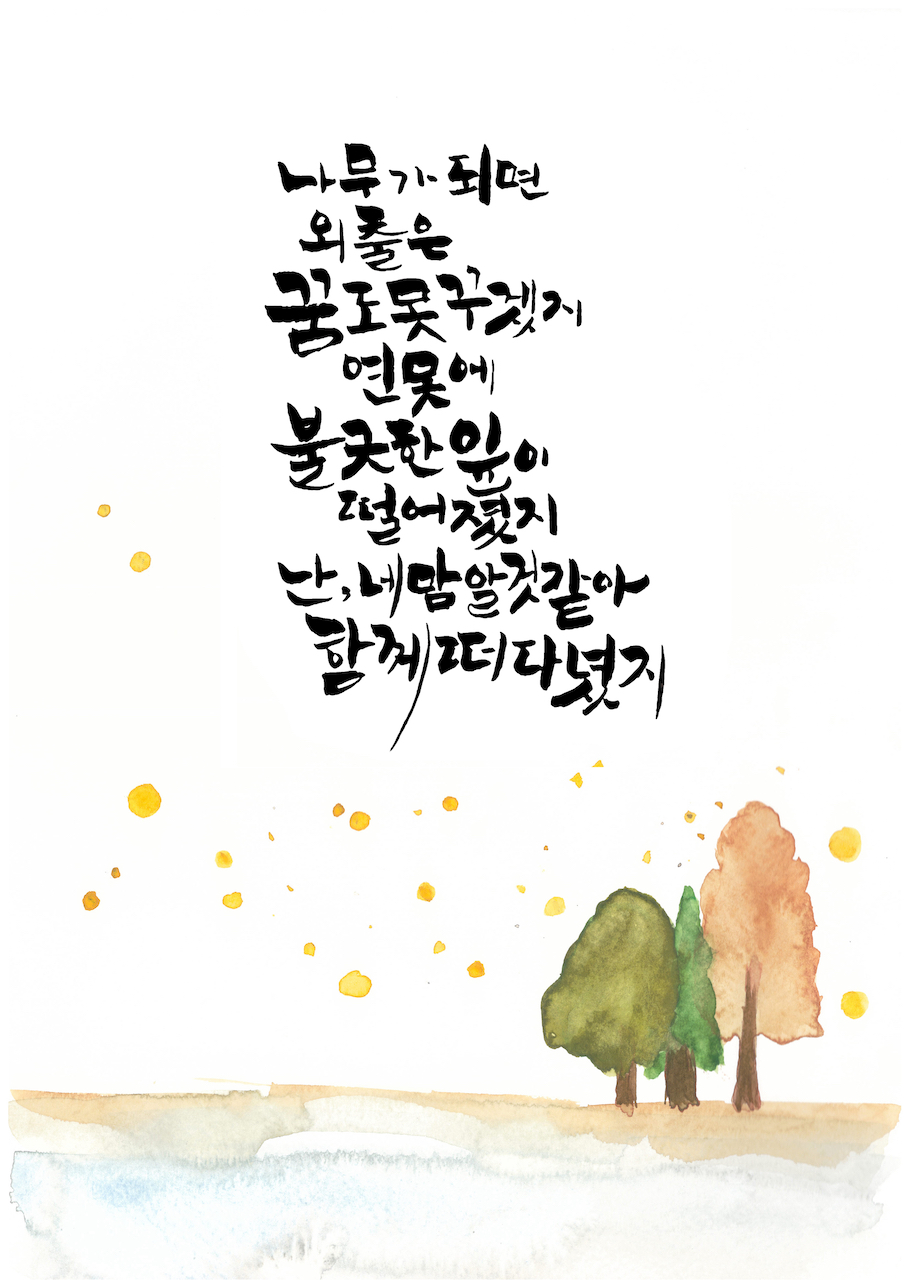 나무가 되면
외출은
꿈도 못 꾸겠지
연못에
불긋한 잎이
떨어졌지
난, 네 맘 알 것 같아
함께 떠다녔지